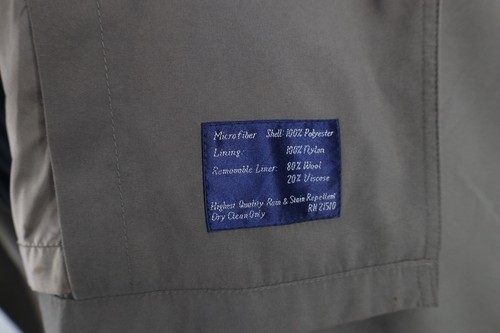 Microfiber Shell: 100% Polyester
Lining: 100% Nylon
Removable Liner: 80% Wool
20% Viscose
Highest Quality Rain & Stain Repellent
Dry Clean Only RN 21510